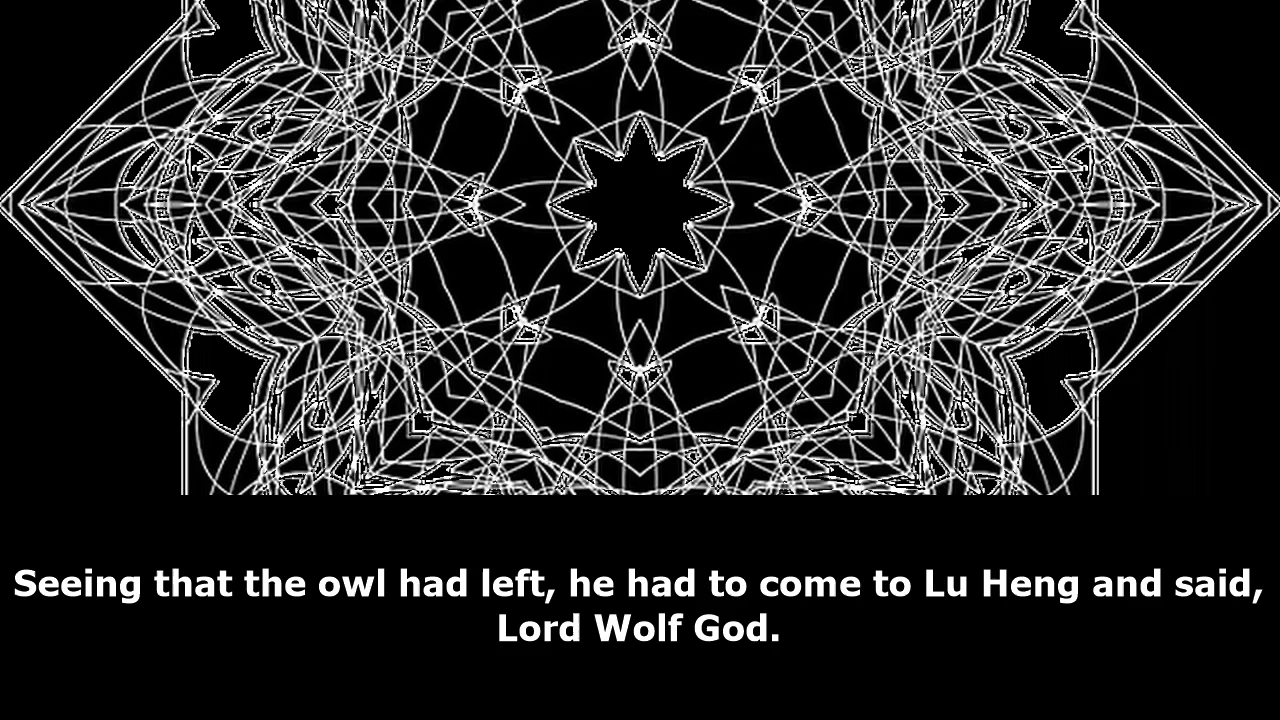 Seeing that the owl had left, he had to come to Lu Heng and said,
Lord Wolf God.